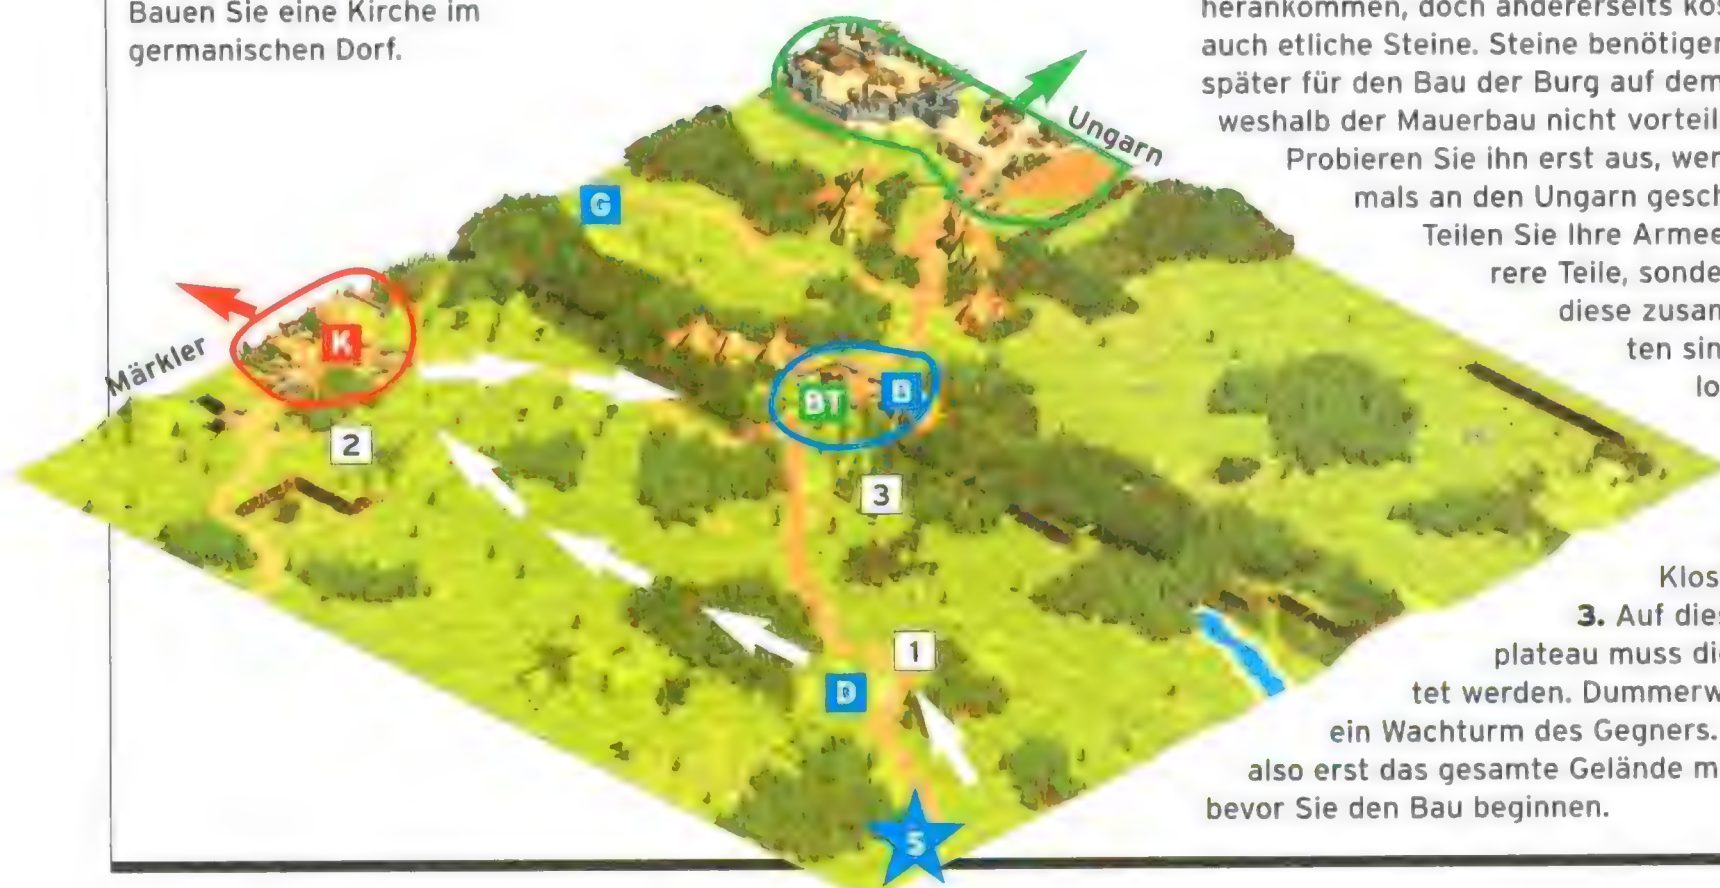 Bauen Sie eine Kirche im
germanischen Dorf.
herankommen, doch andererseits kos
auch etliche Steine. Steine benötiger
später für den Bau der Burg auf dem
weshalb der Mauerbau nicht vorteil
Probieren Sie ihn erst aus, wer
mals an den Ungarn gesch
Teilen Sie Ihre Armee
rere Teile, sonde
diese zusan
ten sin
lo
Klos
3. Auf dies
plateau muss die
tet werden. Dummerw
ein Wachturm des Gegners.
also erst das gesamte Gelände m
bevor Sie den Bau beginnen.
Ungarn
G
K
Märkler
BT
B
2
3
1
D
S